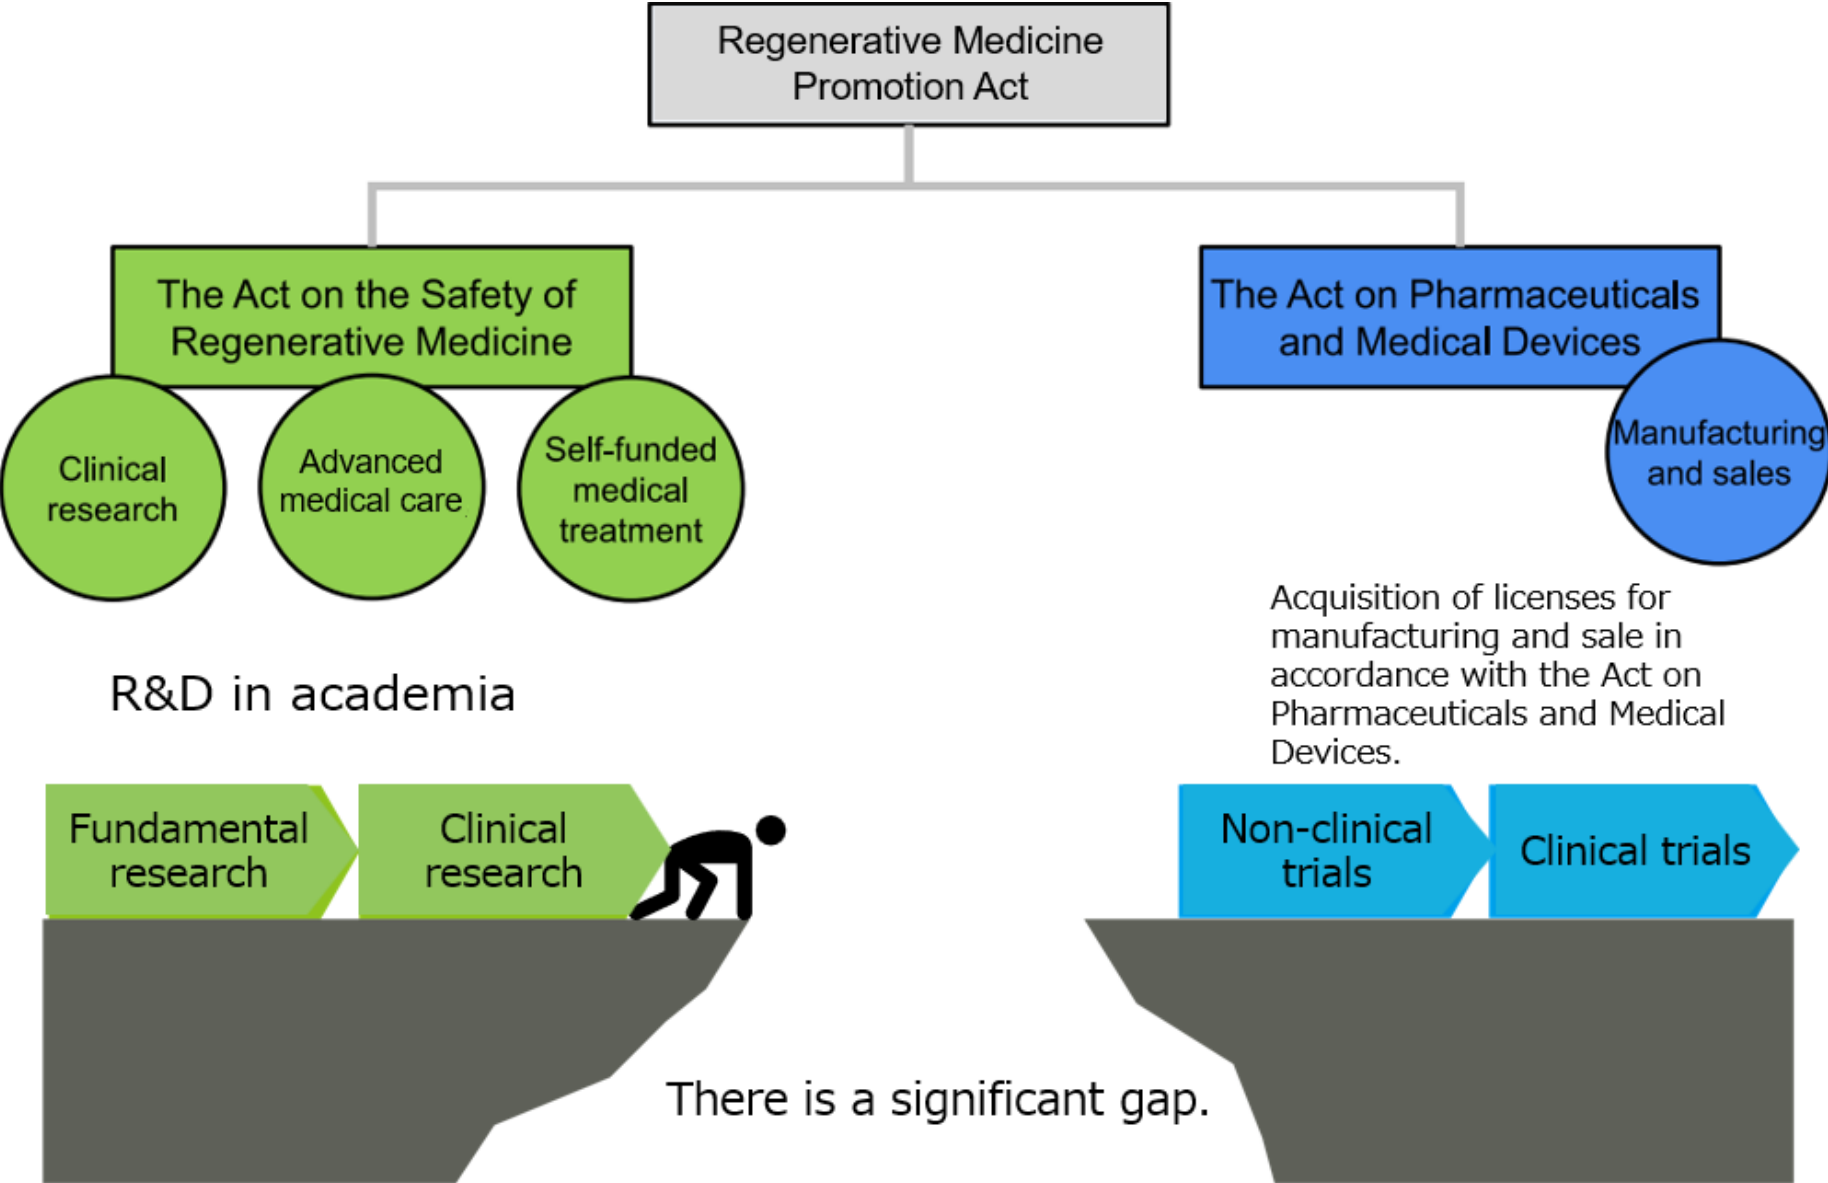 Regenerative Medicine
Promotion Act
The Act on the Safety of
Regenerative Medicine
The Act on Pharmaceuticals
and Medical Devices
Clinical
research
Advanced
medical care
Self-funded
medical
treatment
Manufacturing
and sales
R&D in academia
Acquisition of licenses for
manufacturing and sale in
accordance with the Act on
Pharmaceuticals and Medical
Devices.
Fundamental
research
Clinical
research
Non-clinical
trials
Clinical trials
There is a significant gap.